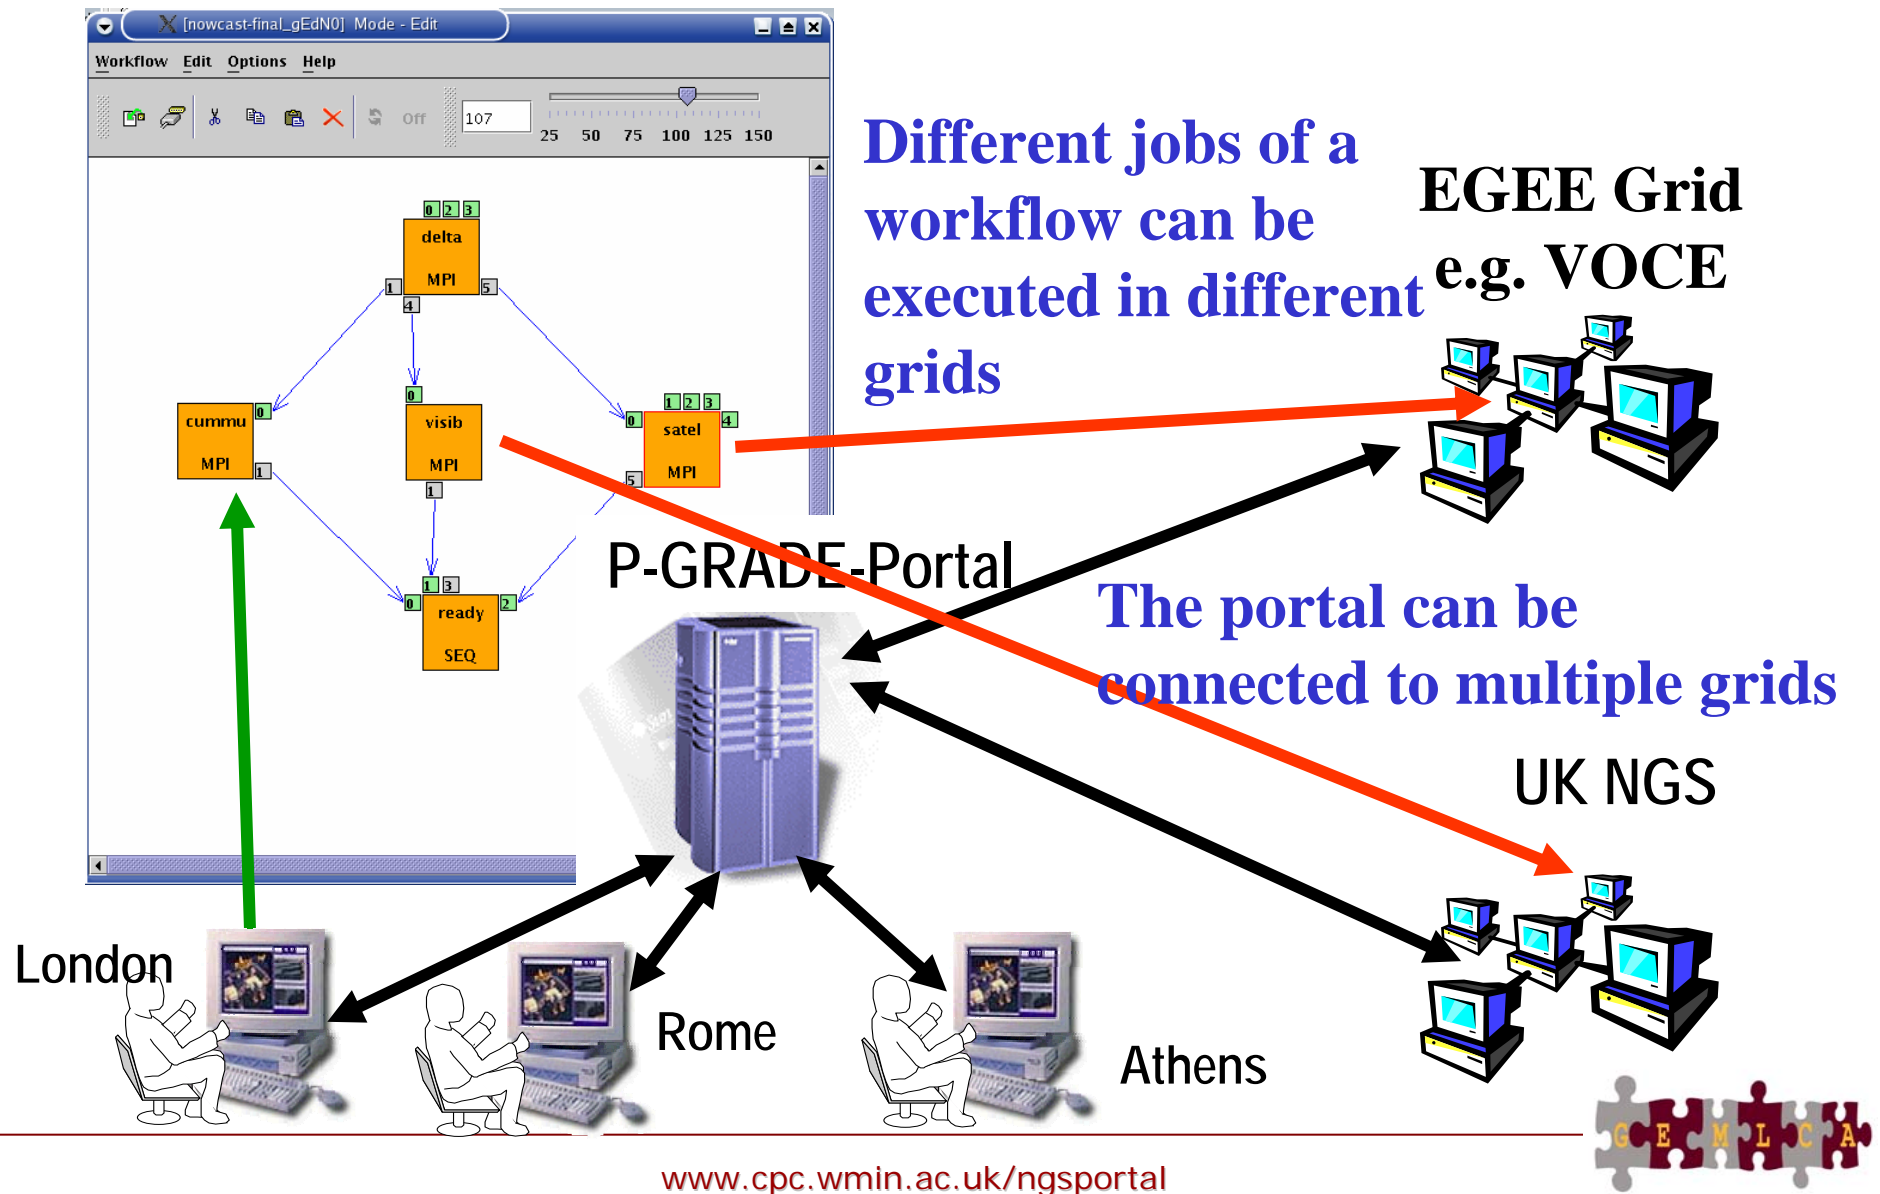 [nowcast-final_gEdN0] Mode - Edit
Workflow Edit Options Help
Off 107
25 50 75 100 125 150
0 2 3
delta
MPI
1 4 5
0
cummu
MPI
1
0
visib
MPI
1
1 2 3
0 4
satel
MPI
5
1 3
0 2
ready
SEQ
Different jobs of a
workflow can be
executed in different
grids
EGEE Grid
e.g. VOCE
P-GRADE-Portal
The portal can be
connected to multiple grids
UK NGS
London
Rome
Athens
GEMLCA
www.cpc.wmin.ac.uk/ngsportal